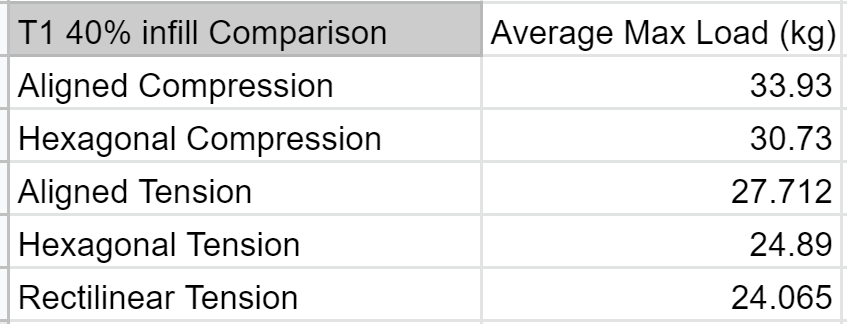 T1 40% infill Comparison Average Max Load (kg)
Aligned Compression 33.93
Hexagonal Compression 30.73
Aligned Tension 27.712
Hexagonal Tension 24.89
Rectilinear Tension 24.065